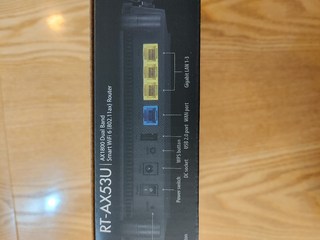 RT-AX53U
AX1800 Dual Band
Smart WiFi 6 (802.11ax) Router
Gigabit LAN 1-3
WAN port
USB 2.0 port
WPS button
DC socket
Power switch